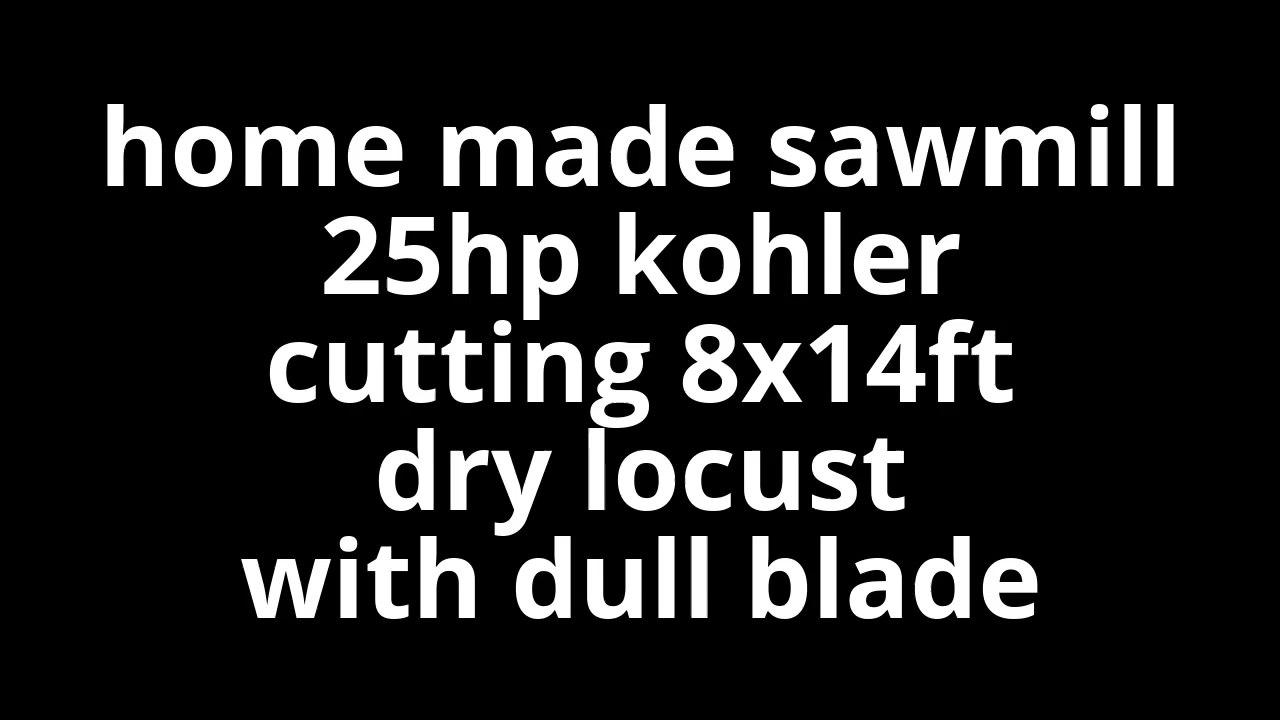 home made sawmill
25hp kohler
cutting 8x14ft
dry locust
with dull blade